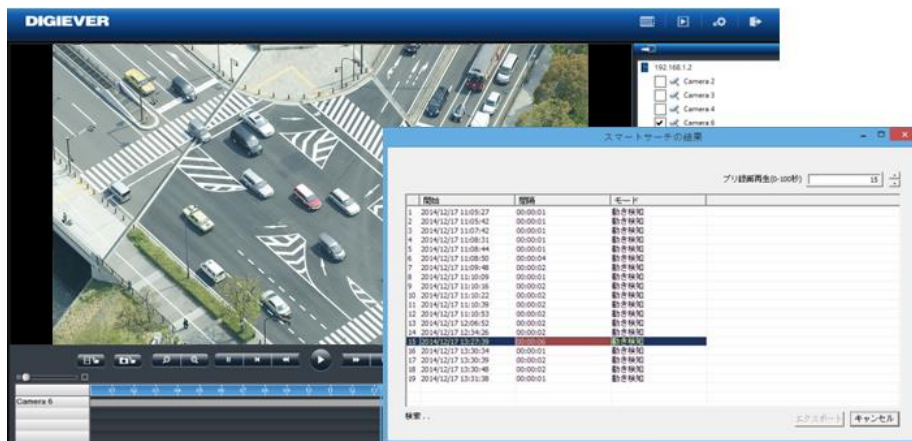 DIGIEVER
192.168.1.2
Camera 2
Camera 3
Camera 4
Camera 6
スマートサーチの結果
プリ録画再生(0-100秒) 15
開始 間隔 モード
1 2014/12/17 11:05:27 00:00:01 動き検知
2 2014/12/17 11:05:42 00:00:01 動き検知
3 2014/12/17 11:07:42 00:00:01 動き検知
4 2014/12/17 11:08:31 00:00:01 動き検知
5 2014/12/17 11:08:44 00:00:01 動き検知
6 2014/12/17 11:08:50 00:00:04 動き検知
7 2014/12/17 11:09:48 00:00:02 動き検知
8 2014/12/17 11:10:09 00:00:01 動き検知
9 2014/12/17 11:10:16 00:00:02 動き検知
10 2014/12/17 11:10:22 00:00:02 動き検知
11 2014/12/17 11:10:39 00:00:02 動き検知
12 2014/12/17 11:10:53 00:00:02 動き検知
13 2014/12/17 12:06:52 00:00:02 動き検知
14 2014/12/17 12:34:26 00:00:02 動き検知
15 2014/12/17 13:27:39 00:00:06 動き検知
16 2014/12/17 13:30:34 00:00:01 動き検知
17 2014/12/17 13:30:39 00:00:02 動き検知
18 2014/12/17 13:30:48 00:00:02 動き検知
19 2014/12/17 13:31:38 00:00:01 動き検知
Camera 6
検索 . .
エクスポート キャンセル